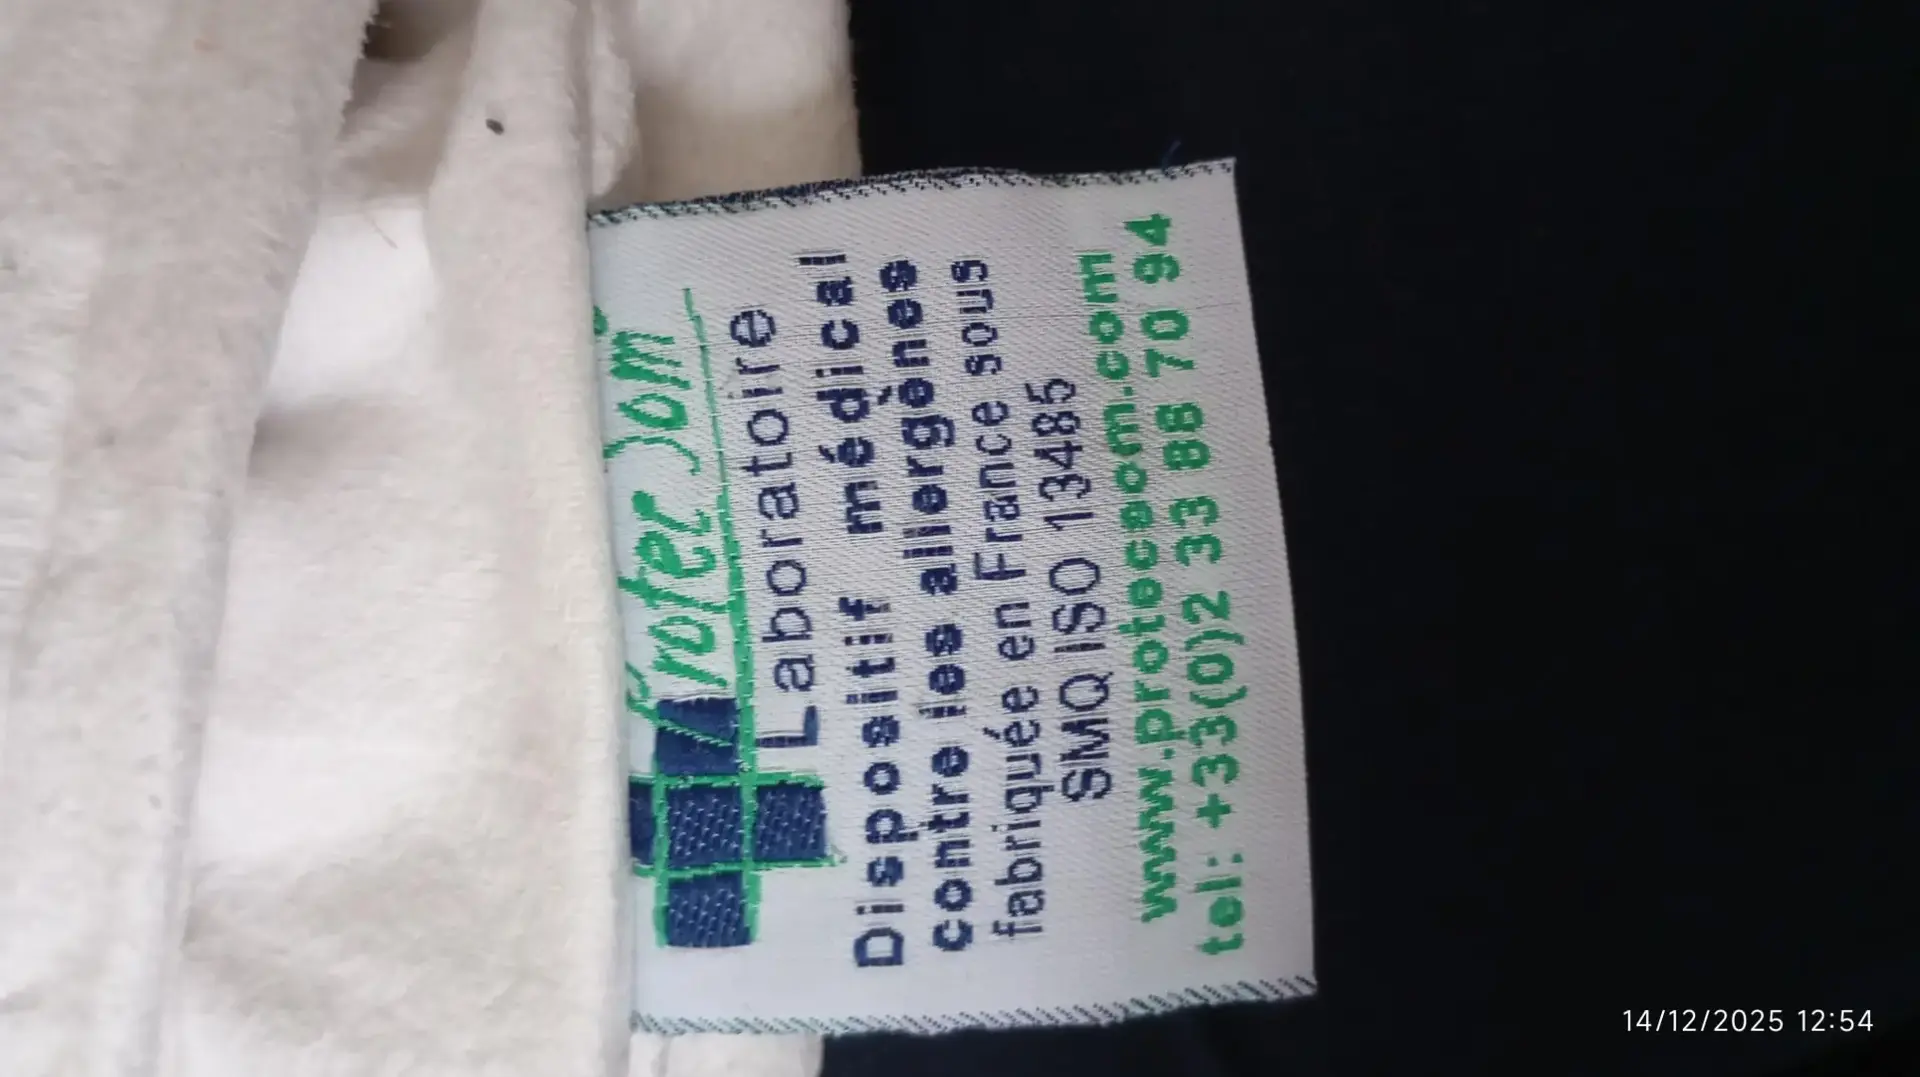 Protec'Som
Laboratoire
Dispositif médical
contre les allergènes
fabriquée en France sous
SMQ ISO 13485
www.protecsom.com
tel: +33(0)2 33 88 70 94
14/12/2025 12:54